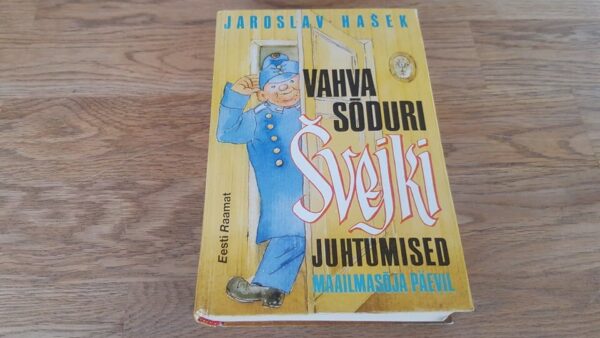 JAROSLAV HAŠEK
VAHVA
SÕDURI
Švejki
JUHTUMISED
MAAILMASÕJA PÄEVIL
Eesti Raamat